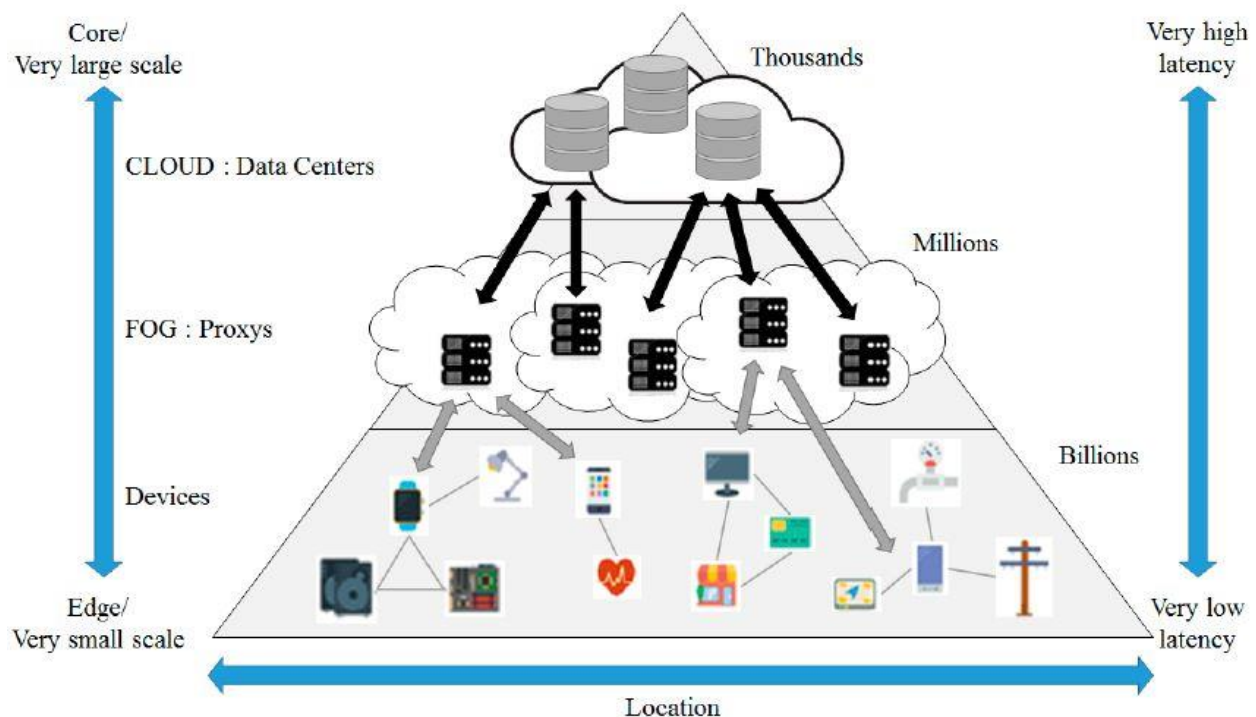 Core/
Very large scale
Very high
latency
Thousands
CLOUD : Data Centers
Millions
FOG : Proxys
Billions
Devices
Edge/
Very small scale
Very low
latency
Location